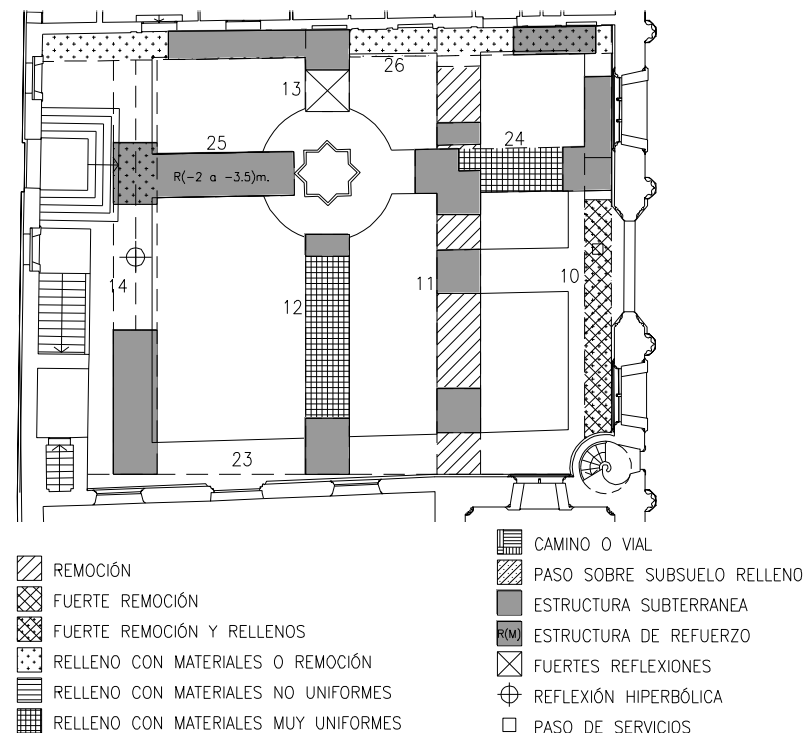 26
13
24
25
R(-2 a -3.5)m.
10
14
11
12
23
REMOCIÓN
FUERTE REMOCIÓN
FUERTE REMOCIÓN Y RELLENOS
RELLENO CON MATERIALES O REMOCIÓN
RELLENO CON MATERIALES NO UNIFORMES
RELLENO CON MATERIALES MUY UNIFORMES
CAMINO O VIAL
PASO SOBRE SUBSUELO RELLENO
ESTRUCTURA SUBTERRANEA
R(M) ESTRUCTURA DE REFUERZO
FUERTES REFLEXIONES
REFLEXIÓN HIPERBÓLICA
PASO DE SERVICIOS